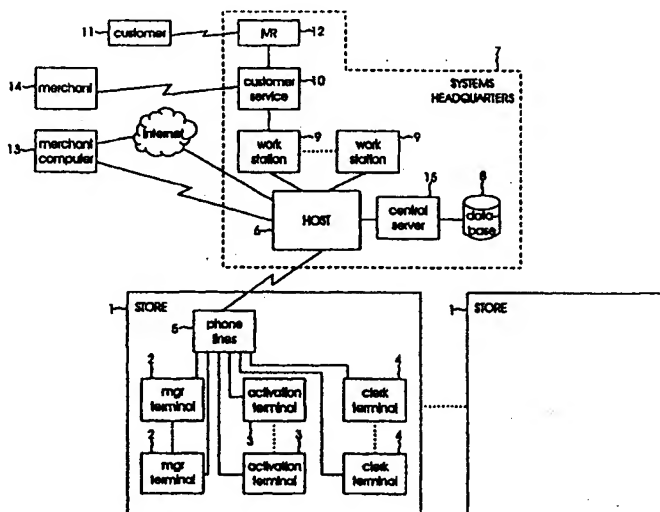 11
customer
IVR
12
7
14
merchant
customer
service
10
SYSTEMS
HEADQUARTERS
13
merchant
computer
Internet
work
station
9
work
station
9
HOST
6
central
server
15
data-
base
8
1
STORE
5
phone
lines
2
mgr
terminal
activation
terminal
3
4
clerk
terminal
2
mgr
terminal
3
activation
terminal
4
clerk
terminal
1
STORE